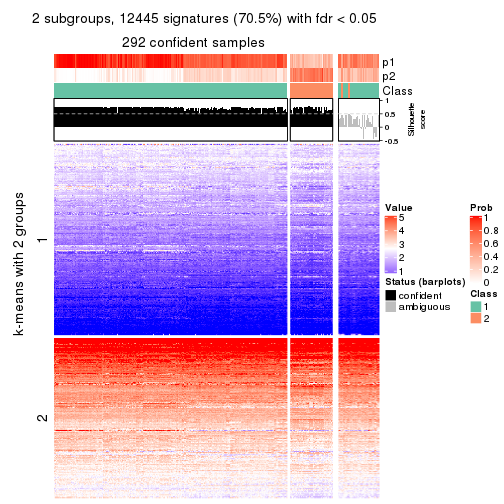 2 subgroups, 12445 signatures (70.5%) with fdr < 0.05
292 confident samples
p1
p2
Class
1
0.5
0
-0.5
Silhouette
score
k-means with 2 groups
1
2
Value
5
4
3
2
1
Status (barplots)
confident
ambiguous
Prob
1
0.8
0.6
0.4
0.2
0
Class
1
2